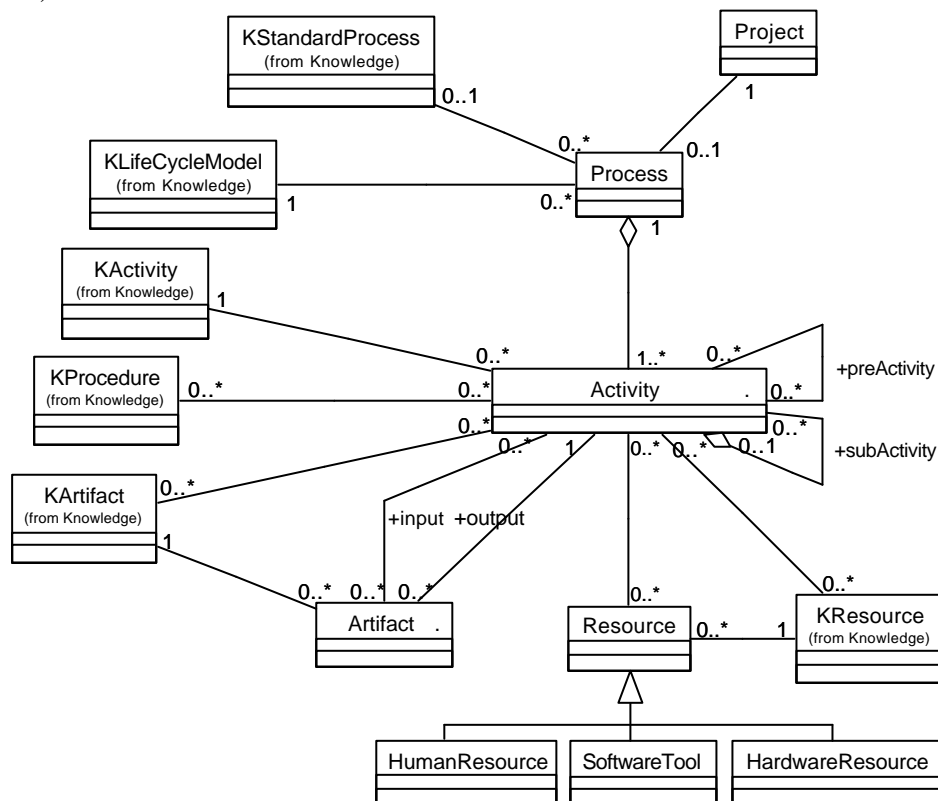 KStandardProcess
(from Knowledge)
Project
0..1
1
0..*
0..1
KLifeCycleModel
(from Knowledge)
Process
1
0..*
1
KActivity
(from Knowledge)
1
0..*
1..*
0..*
+preActivity
KProcedure
(from Knowledge)
0..*
0..*
Activity .
0..*
0..*
0..*
1
0..*
0..*
0..1
0..*
+subActivity
KArtifact
(from Knowledge)
0..*
+input
+output
1
0..*
0..*
0..*
0..*
0..*
Artifact .
Resource
0..*
1
KResource
(from Knowledge)
HumanResource
SoftwareTool
HardwareResource